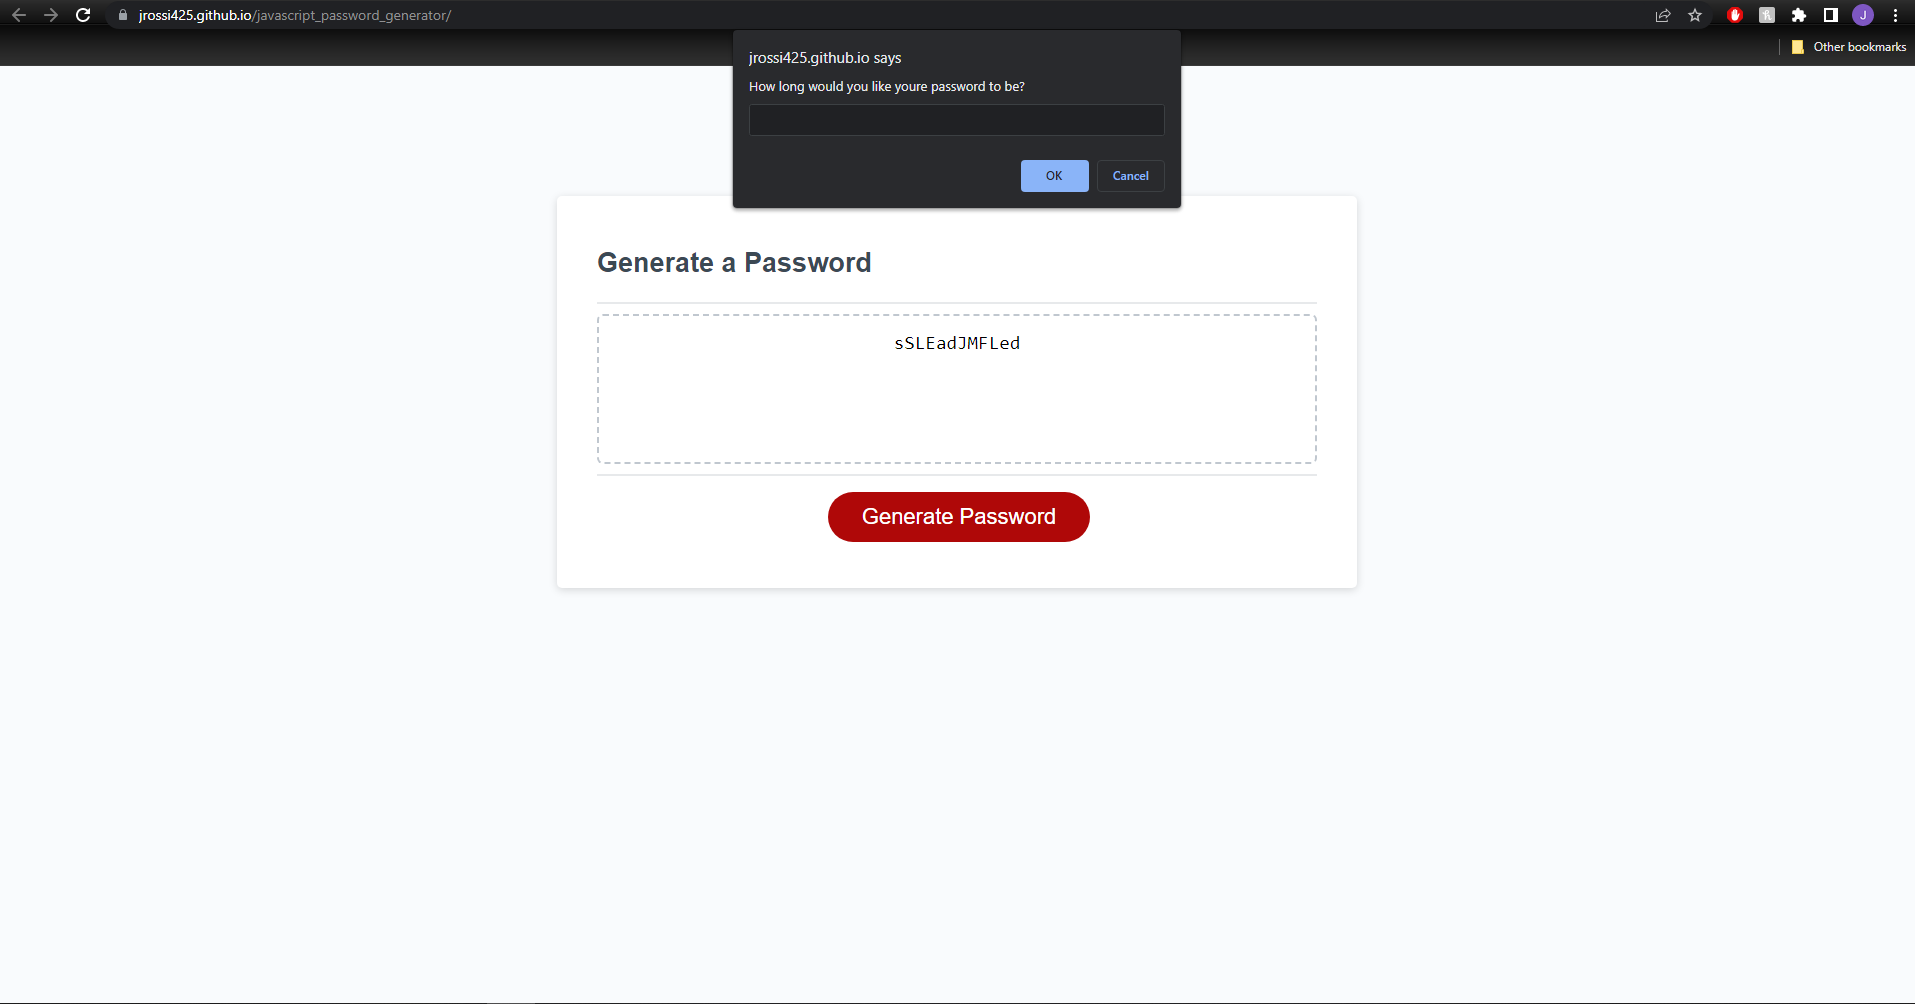 jrossi425.github.io/javascript_password_generator/
J
Other bookmarks
jrossi425.github.io says
How long would you like youre password to be?
OK
Cancel
Generate a Password
sSLEadJMFLed
Generate Password